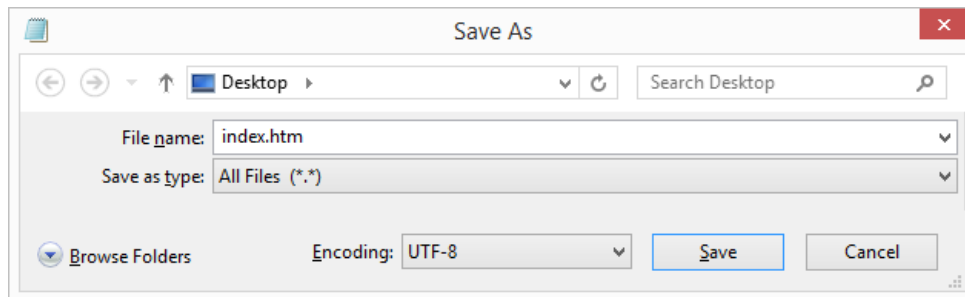 Save As
Desktop
Search Desktop
File name: index.htm
Save as type: All Files (*.*)
Browse Folders Encoding: UTF-8 Save Cancel